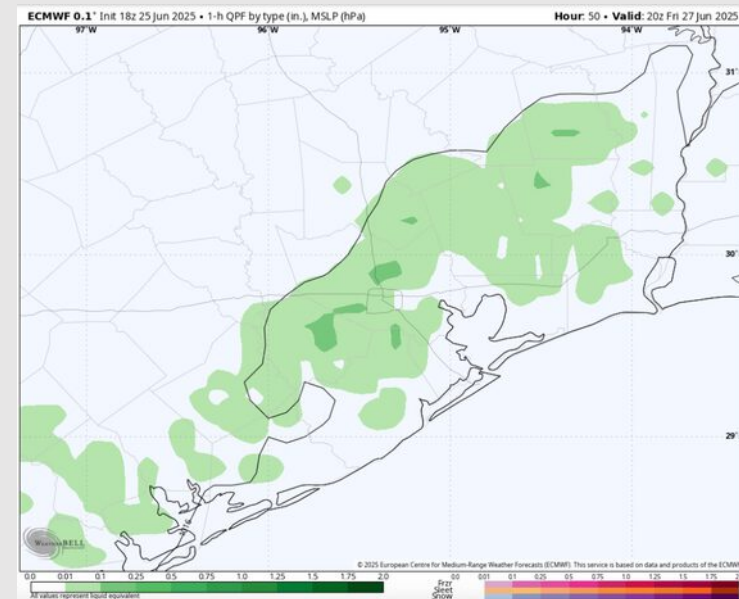 ECMWF 0.1° Init 18z 25 Jun 2025 • 1-h QPF by type (in.), MSLP (hPa) Hour: 50 • Valid: 20z Fri 27 Jun 2025
97°W 96°W 95°W 94°W
31°
30°
29°
WEATHERBELL
© 2025 European Centre for Medium-Range Weather Forecasts (ECMWF). This service is based on data and products of the ECMWF
0.0 0.01 0.1 0.25 0.5 0.75 1.0 1.25 1.5 1.75 2.0 0.0 0.01 0.1 0.25 0.5 0.75 1.0 1.25 1.5 1.75
All values represent liquid equivalent
Frzr
Sleet
Snow